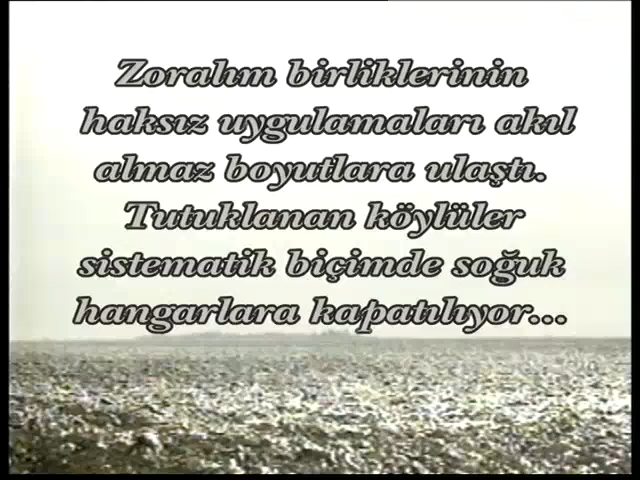 Zoralım birliklerinin
haksız uygulamaları akıl
almaz boyutlara ulaştı.
Tutuklanan köylüler
sistematik biçimde soğuk
hangarlara kapatılıyor...